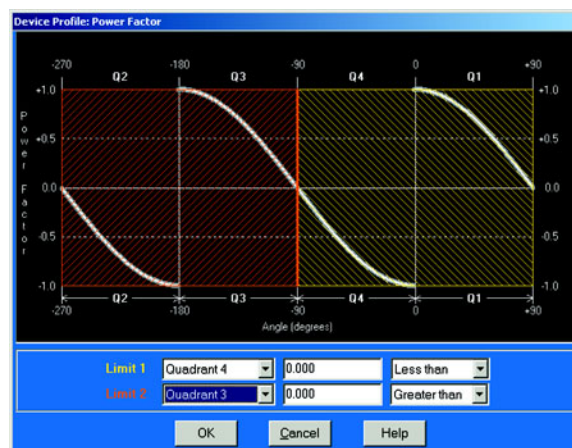 Device Profile: Power Factor
-270 -180 -90 0 +90
Q2 Q3 Q4 Q1
+1.0 +1.0
+0.5 +0.5
0.0 0.0
-0.5 -0.5
-1.0 -1.0
Power Factor
Q2 Q3 Q4 Q1
-270 -180 -90 0 +90
Angle (degrees)
Limit 1 Quadrant 4 0.000 Less than
Limit 2 Quadrant 3 0.000 Greater than
OK Cancel Help